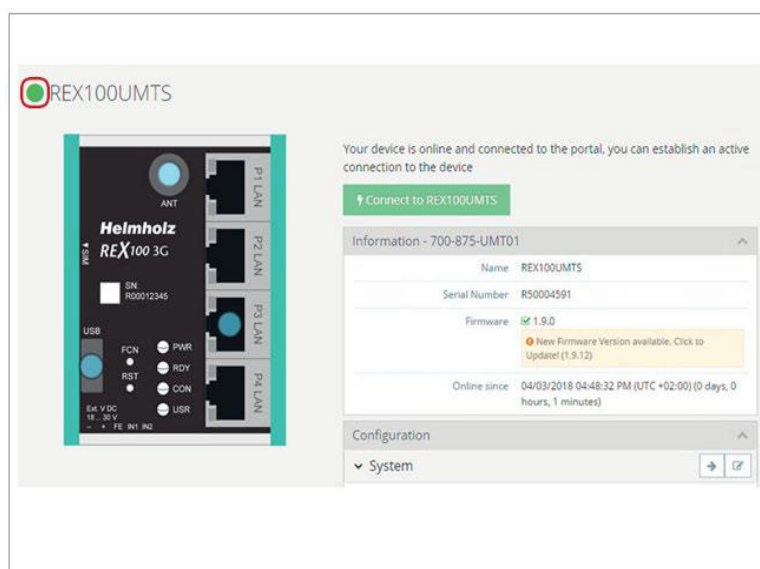 REX100UMTS
ANT
Helmholz
REX100 3G
SIM
SN:
R00012345
USB
FCN
RST
PWR
RDY
CON
USR
Ext. V DC
18 ... 30 V
– + FE IN1 IN2
P1 LAN
P2 LAN
P3 LAN
P4 LAN
Your device is online and connected to the portal, you can establish an active
connection to the device
Connect to REX100UMTS
Information - 700-875-UMT01
Name REX100UMTS
Serial Number R50004591
Firmware 1.9.0
New Firmware Version available. Click to
Update! (1.9.12)
Online since 04/03/2018 04:48:32 PM (UTC +02:00) (0 days, 0
hours, 1 minutes)
Configuration
System